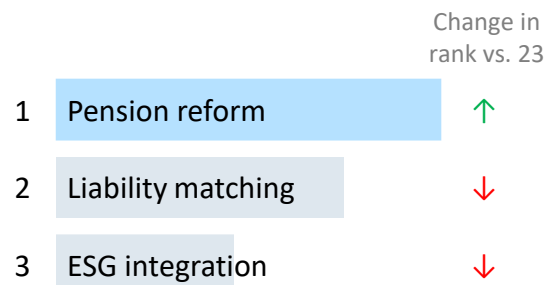 Change in
rank vs. 23
1 Pension reform ↑
2 Liability matching ↓
3 ESG integration ↓